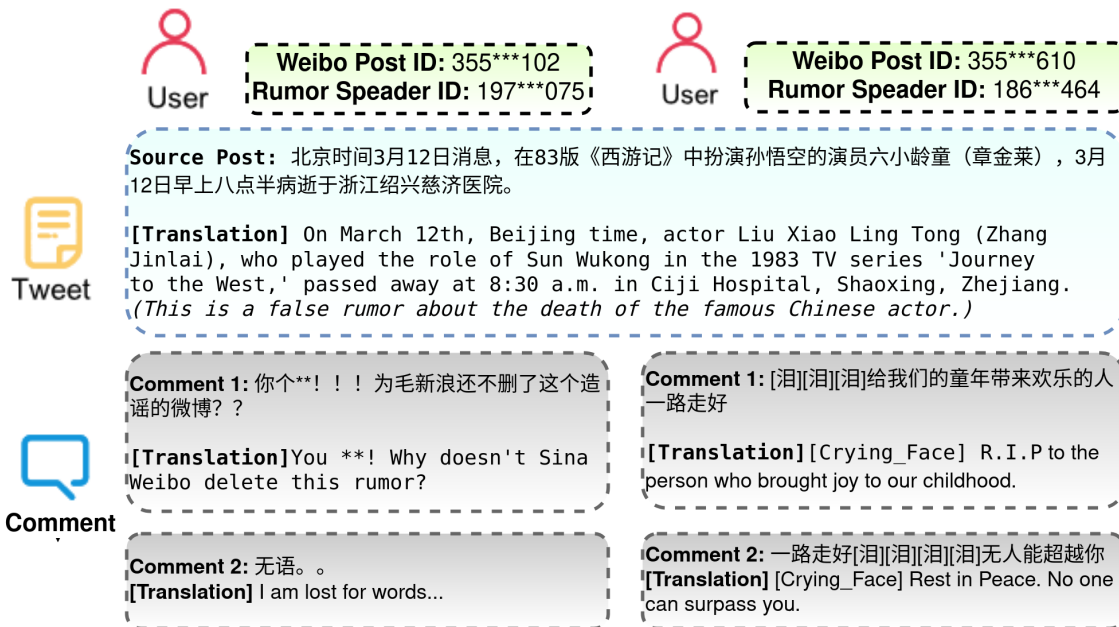 User
Weibo Post ID: 355***102
Rumor Speader ID: 197***075
User
Weibo Post ID: 355***610
Rumor Speader ID: 186***464
Tweet
Source Post: 北京时间3月12日消息，在83版《西游记》中扮演孙悟空的演员六小龄童（章金莱），3月
12日早上八点半病逝于浙江绍兴慈济医院。
[Translation] On March 12th, Beijing time, actor Liu Xiao Ling Tong (Zhang
Jinlai), who played the role of Sun Wukong in the 1983 TV series 'Journey
to the West,' passed away at 8:30 a.m. in Ciji Hospital, Shaoxing, Zhejiang.
(This is a false rumor about the death of the famous Chinese actor.)
Comment
Comment 1: 你个**！！！为毛新浪还不删了这个造
谣的微博？？
[Translation]You **! Why doesn't Sina
Weibo delete this rumor?
Comment 2: 无语。。
[Translation] I am lost for words...
Comment 1: [泪][泪][泪]给我们的童年带来欢乐的人
一路走好
[Translation][Crying_Face] R.I.P to the
person who brought joy to our childhood.
Comment 2: 一路走好[泪][泪][泪][泪]无人能超越你
[Translation] [Crying_Face] Rest in Peace. No one
can surpass you.